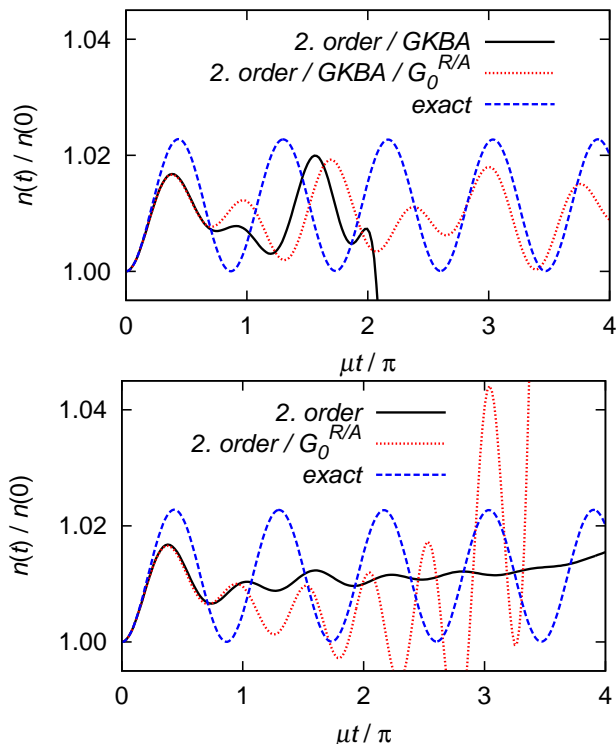 1.04
2. order / GKBA
2. order / GKBA / G₀^R/A
exact
1.02
n(t) / n(0)
1.00
0 1 2 3 4
μt / π
1.04
2. order
2. order / G₀^R/A
exact
1.02
n(t) / n(0)
1.00
0 1 2 3 4
μt / π